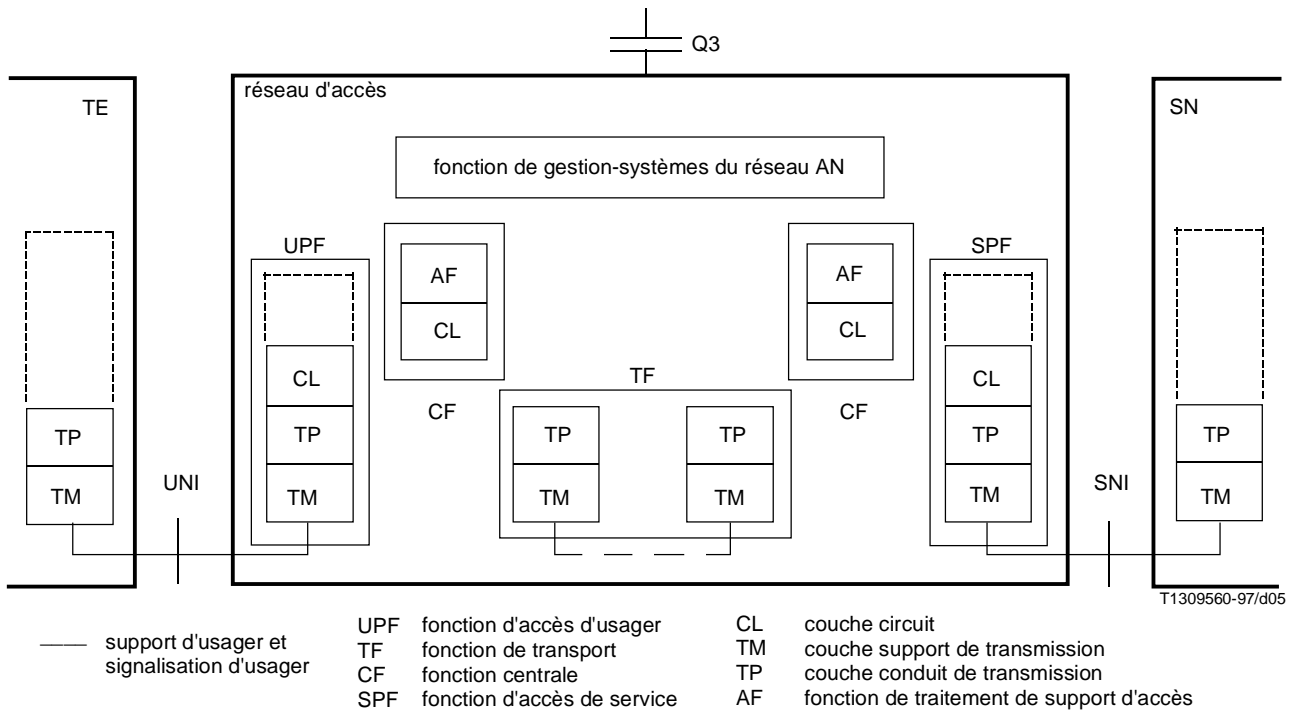 Q3
réseau d'accès
TE
SN
fonction de gestion-systèmes du réseau AN
UPF
SPF
AF
AF
CL
CL
TF
CL
CL
CF
CF
TP
TP
TP
TP
TP
TP
UNI
SNI
TM
TM
TM
TM
TM
TM
T1309560-97/d05
support d'usager et
signalisation d'usager
UPF fonction d'accès d'usager
TF fonction de transport
CF fonction centrale
SPF fonction d'accès de service
CL couche circuit
TM couche support de transmission
TP couche conduit de transmission
AF fonction de traitement de support d'accès